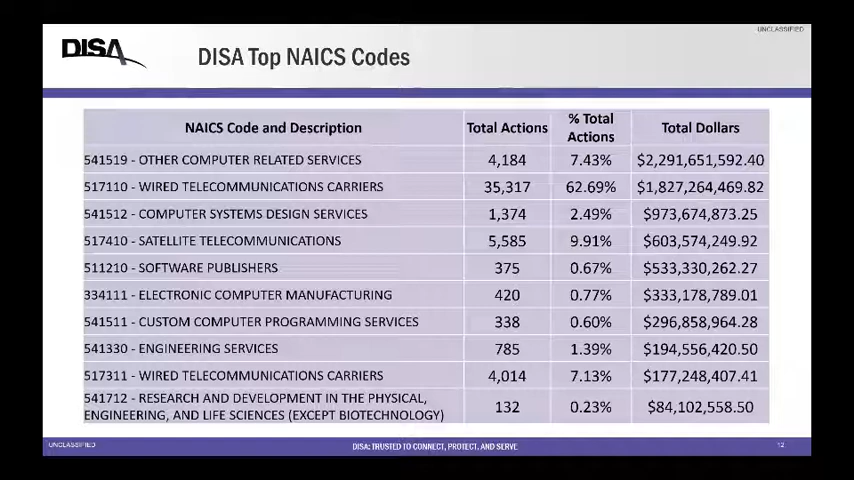 UNCLASSIFIED
DISA
DISA Top NAICS Codes
NAICS Code and Description Total Actions % Total Actions Total Dollars
541519 - OTHER COMPUTER RELATED SERVICES 4,184 7.43% $2,291,651,592.40
517110 - WIRED TELECOMMUNICATIONS CARRIERS 35,317 62.69% $1,827,264,469.82
541512 - COMPUTER SYSTEMS DESIGN SERVICES 1,374 2.49% $973,674,873.25
517410 - SATELLITE TELECOMMUNICATIONS 5,585 9.91% $603,574,249.92
511210 - SOFTWARE PUBLISHERS 375 0.67% $533,330,262.27
334111 - ELECTRONIC COMPUTER MANUFACTURING 420 0.77% $333,178,789.01
541511 - CUSTOM COMPUTER PROGRAMMING SERVICES 338 0.60% $296,858,964.28
541330 - ENGINEERING SERVICES 785 1.39% $194,556,420.50
517311 - WIRED TELECOMMUNICATIONS CARRIERS 4,014 7.13% $177,248,407.41
541712 - RESEARCH AND DEVELOPMENT IN THE PHYSICAL,
ENGINEERING, AND LIFE SCIENCES (EXCEPT BIOTECHNOLOGY) 132 0.23% $84,102,558.50
UNCLASSIFIED DISA: TRUSTED TO CONNECT, PROTECT, AND SERVE 12